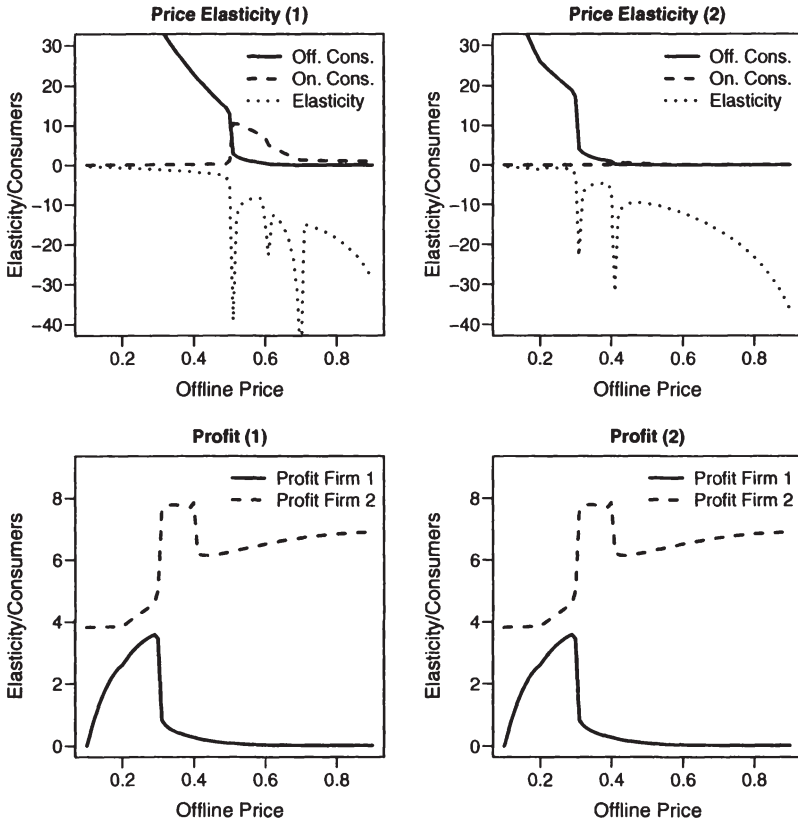 Price Elasticity (1)
Off. Cons.
On. Cons.
Elasticity
30
20
10
0
−10
−20
−30
−40
Elasticity/Consumers
0.2 0.4 0.6 0.8
Offline Price
Price Elasticity (2)
Off. Cons.
On. Cons.
Elasticity
30
20
10
0
−10
−20
−30
−40
Elasticity/Consumers
0.2 0.4 0.6 0.8
Offline Price
Profit (1)
Profit Firm 1
Profit Firm 2
8
6
4
2
0
Elasticity/Consumers
0.2 0.4 0.6 0.8
Offline Price
Profit (2)
Profit Firm 1
Profit Firm 2
8
6
4
2
0
Elasticity/Consumers
0.2 0.4 0.6 0.8
Offline Price